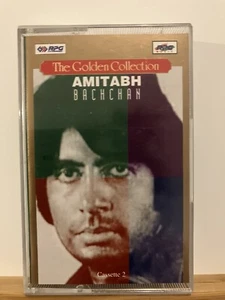 RPG
The Golden Collection
AMITABH
BACHCHAN
Cassette 2